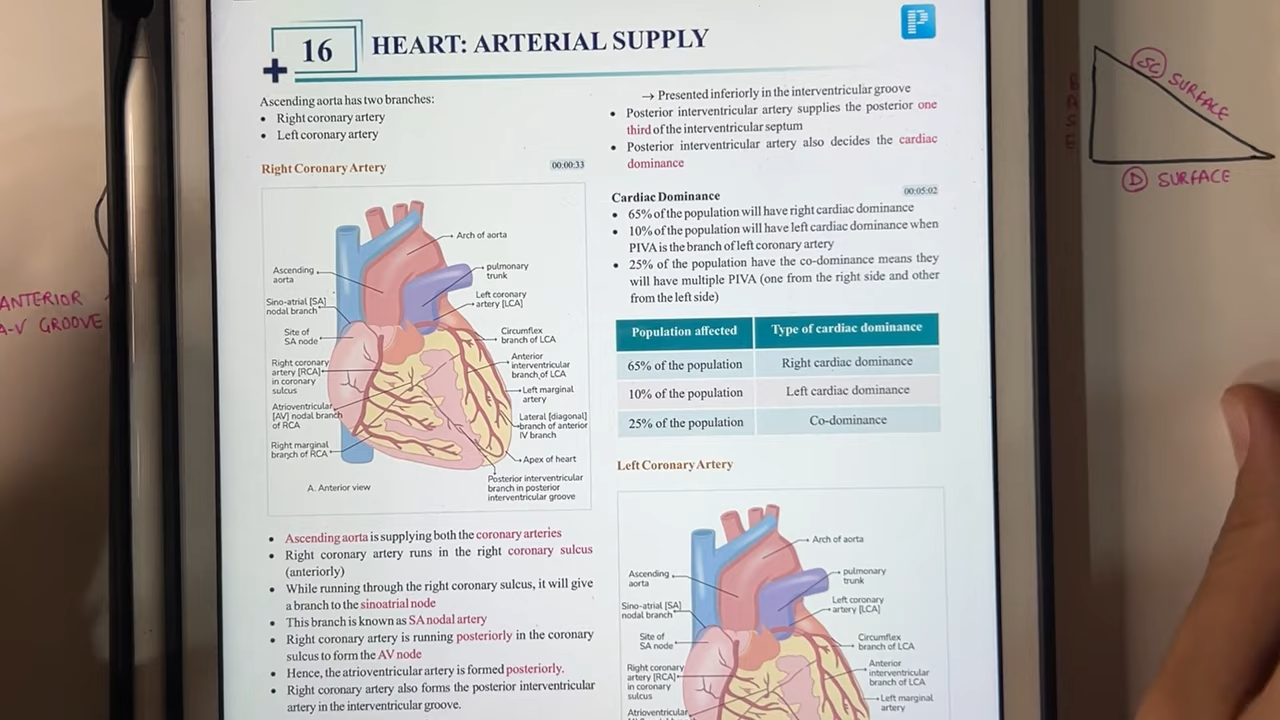 16
HEART: ARTERIAL SUPPLY
P
Ascending aorta has two branches:
• Right coronary artery
• Left coronary artery
Right Coronary Artery
00:00:33
Arch of aorta
Ascending
aorta
pulmonary
trunk
Sino-atrial [SA]
nodal branch
Left coronary
artery [LCA]
Site of
SA node
Circumflex
branch of LCA
Right coronary
artery [RCA]
in coronary
sulcus
Anterior
interventricular
branch of LCA
Left marginal
artery
Atrioventricular
[AV] nodal branch
of RCA
Lateral [diagonal]
branch of anterior
IV branch
Right marginal
branch of RCA
Apex of heart
Posterior interventricular
branch in posterior
interventricular groove
A. Anterior view
• Ascending aorta is supplying both the coronary arteries
• Right coronary artery runs in the right coronary sulcus
(anteriorly)
• While running through the right coronary sulcus, it will give
a branch to the sinoatrial node
• This branch is known as SA nodal artery
• Right coronary artery is running posteriorly in the coronary
sulcus to form the AV node
• Hence, the atrioventricular artery is formed posteriorly.
• Right coronary artery also forms the posterior interventricular
artery in the interventricular groove.
→ Presented inferiorly in the interventricular groove
• Posterior interventricular artery supplies the posterior one
third of the interventricular septum
• Posterior interventricular artery also decides the cardiac
dominance
Cardiac Dominance
00:05:02
• 65% of the population will have right cardiac dominance
• 10% of the population will have left cardiac dominance when
PIVA is the branch of left coronary artery
• 25% of the population have the co-dominance means they
will have multiple PIVA (one from the right side and other
from the left side)
Population affected Type of cardiac dominance
65% of the population Right cardiac dominance
10% of the population Left cardiac dominance
25% of the population Co-dominance
Left Coronary Artery
Arch of aorta
Ascending
aorta
pulmonary
trunk
Sino-atrial [SA]
nodal branch
Left coronary
artery [LCA]
Site of
SA node
Circumflex
branch of LCA
Right coronary
artery [RCA]
in coronary
sulcus
Anterior
interventricular
branch of LCA
Left marginal
artery
Atrioventricular
ANTERIOR
A-V GROOVE
BASE
SC SURFACE
D SURFACE